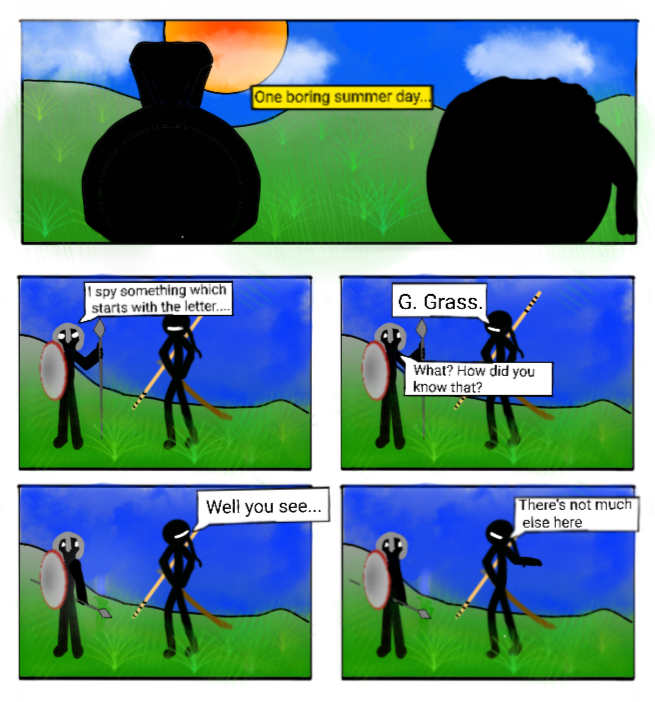 One boring summer day...
I spy something which
starts with the letter....
G. Grass.
What? How did you
know that?
Well you see...
There's not much
else here